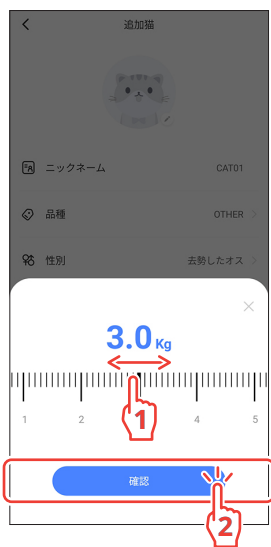 追加猫
ニックネーム CAT01
品種 OTHER
性別 去勢したオス
3.0 Kg
1 2 4 5
1
確認
2